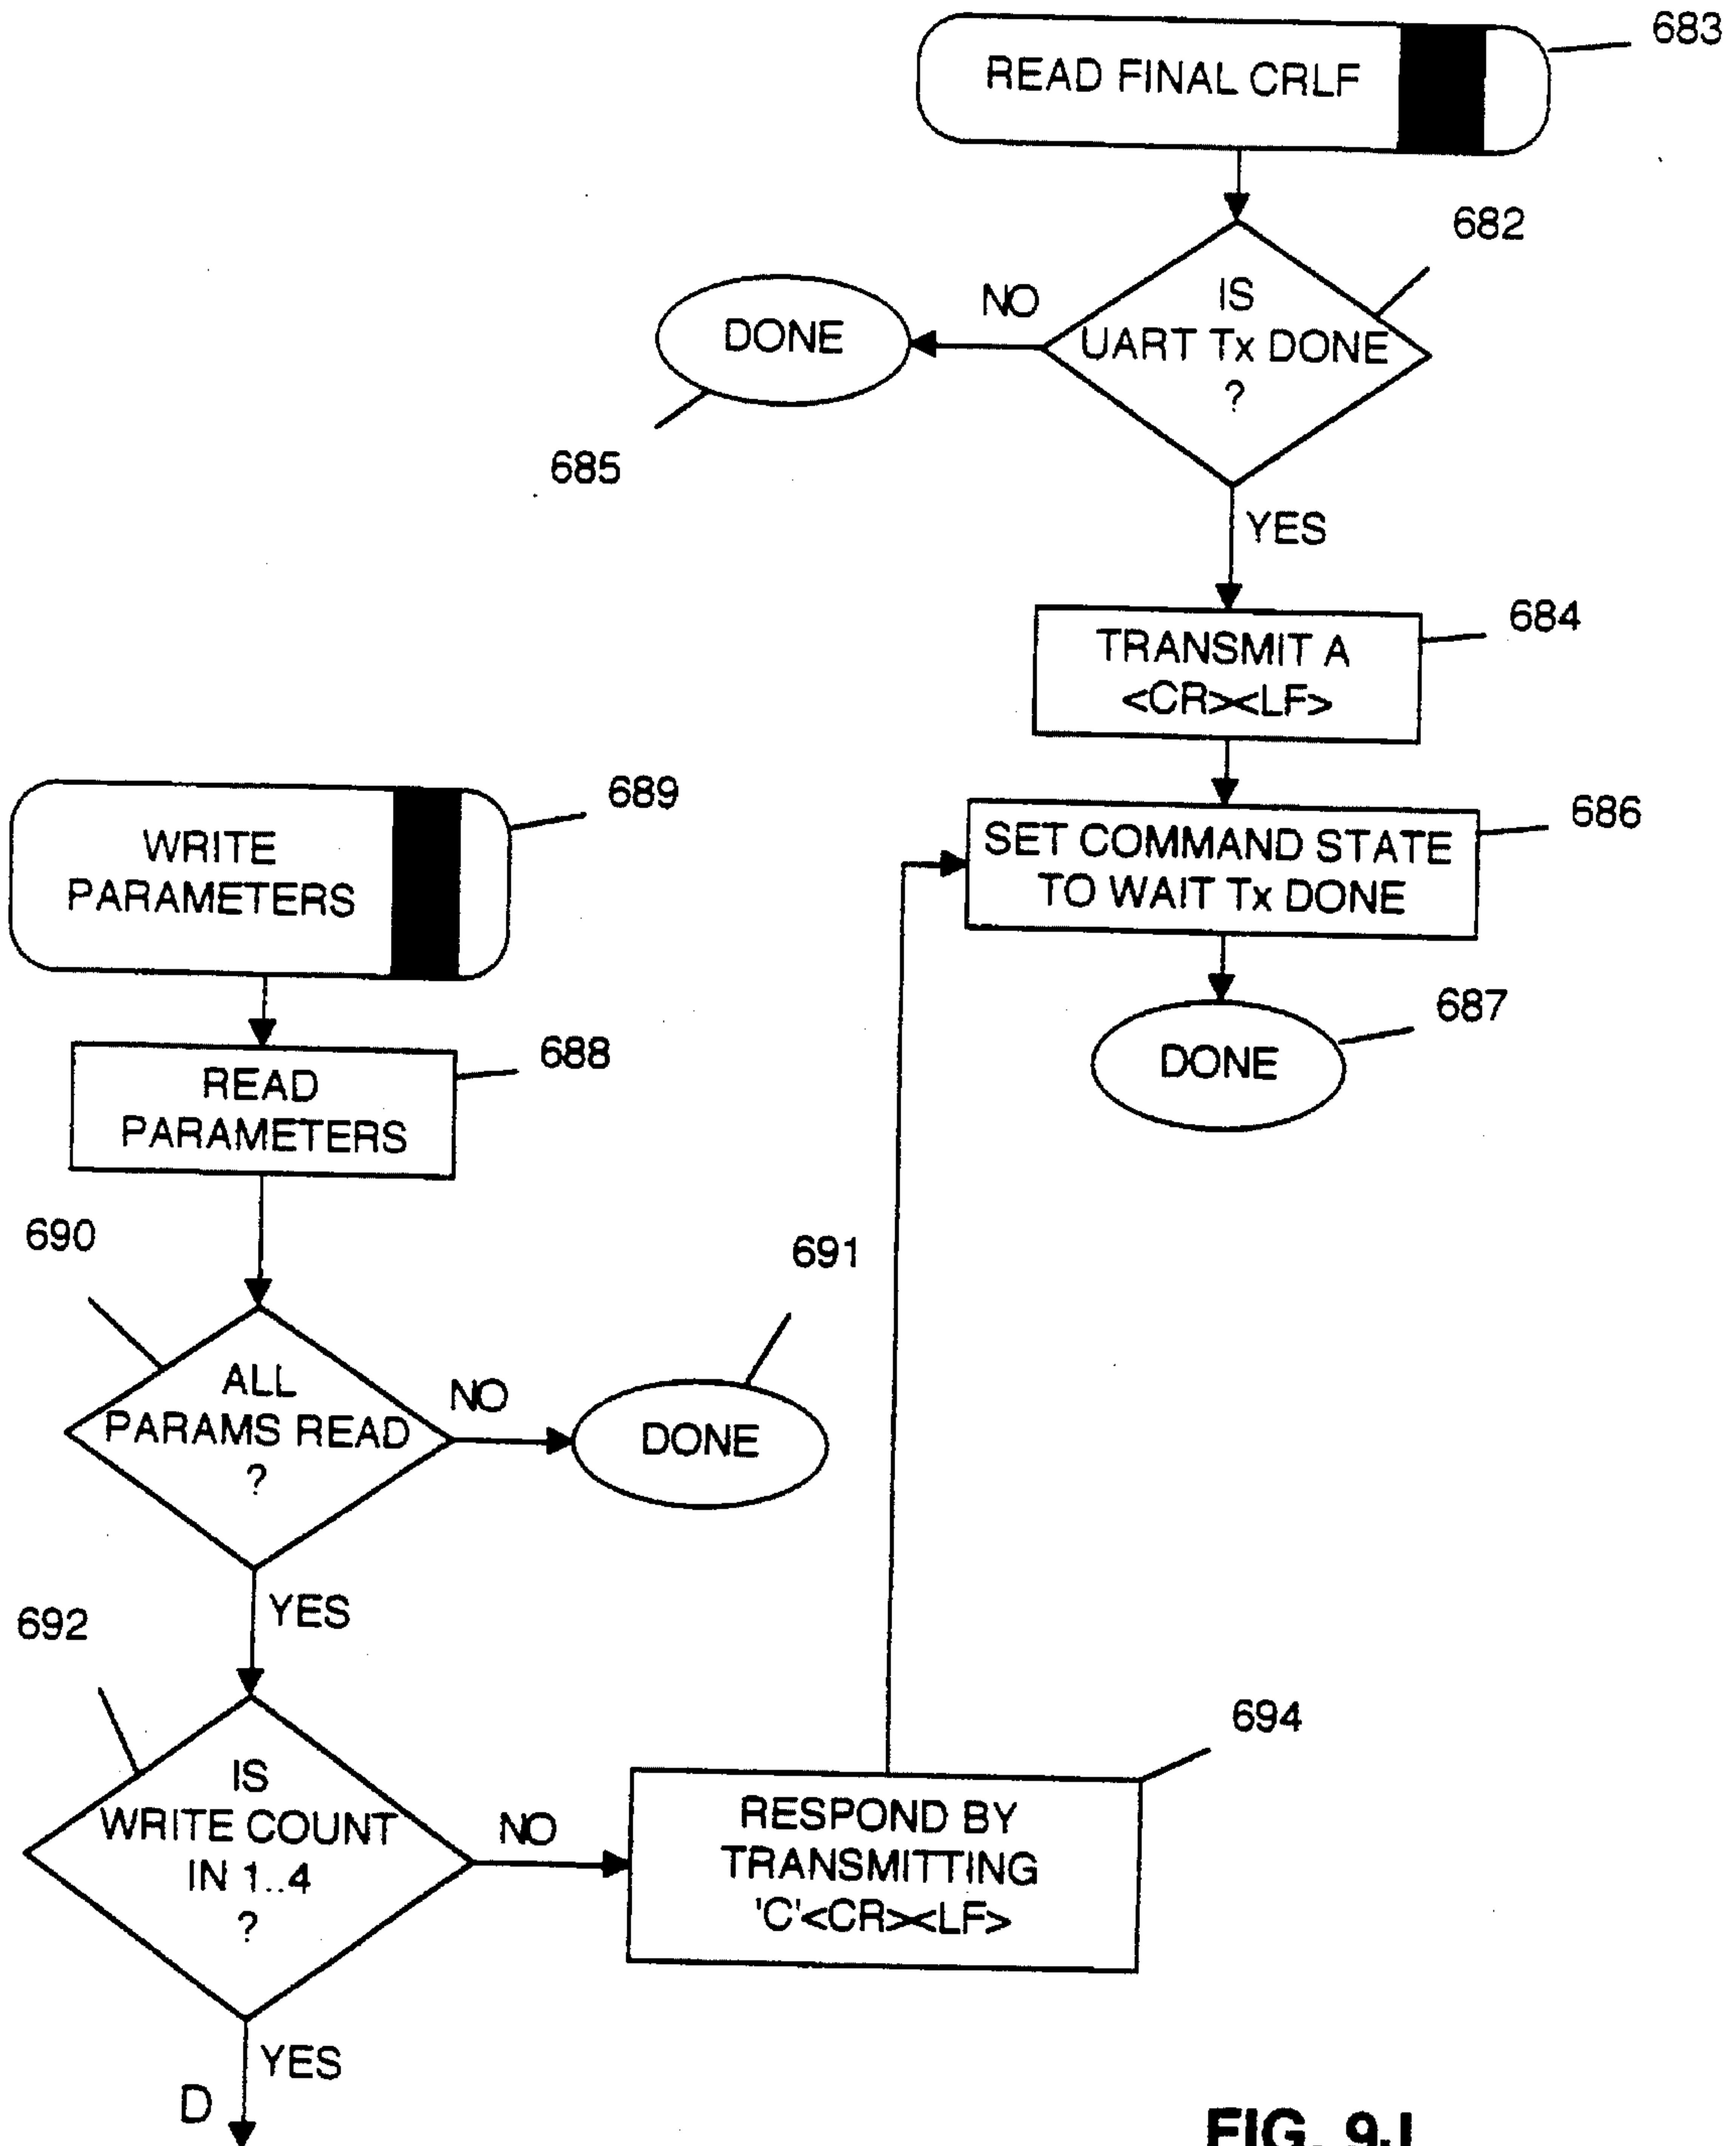 READ FINAL CRLF
683
682
IS
UART Tx DONE
?
NO
DONE
685
YES
684
TRANSMIT A
<CR><LF>
686
SET COMMAND STATE
TO WAIT Tx DONE
687
DONE
689
WRITE
PARAMETERS
688
READ
PARAMETERS
690
ALL
PARAMS READ
?
NO
691
DONE
YES
692
IS
WRITE COUNT
IN 1..4
?
NO
694
RESPOND BY
TRANSMITTING
'C'<CR><LF>
YES
D
FIG. 9J